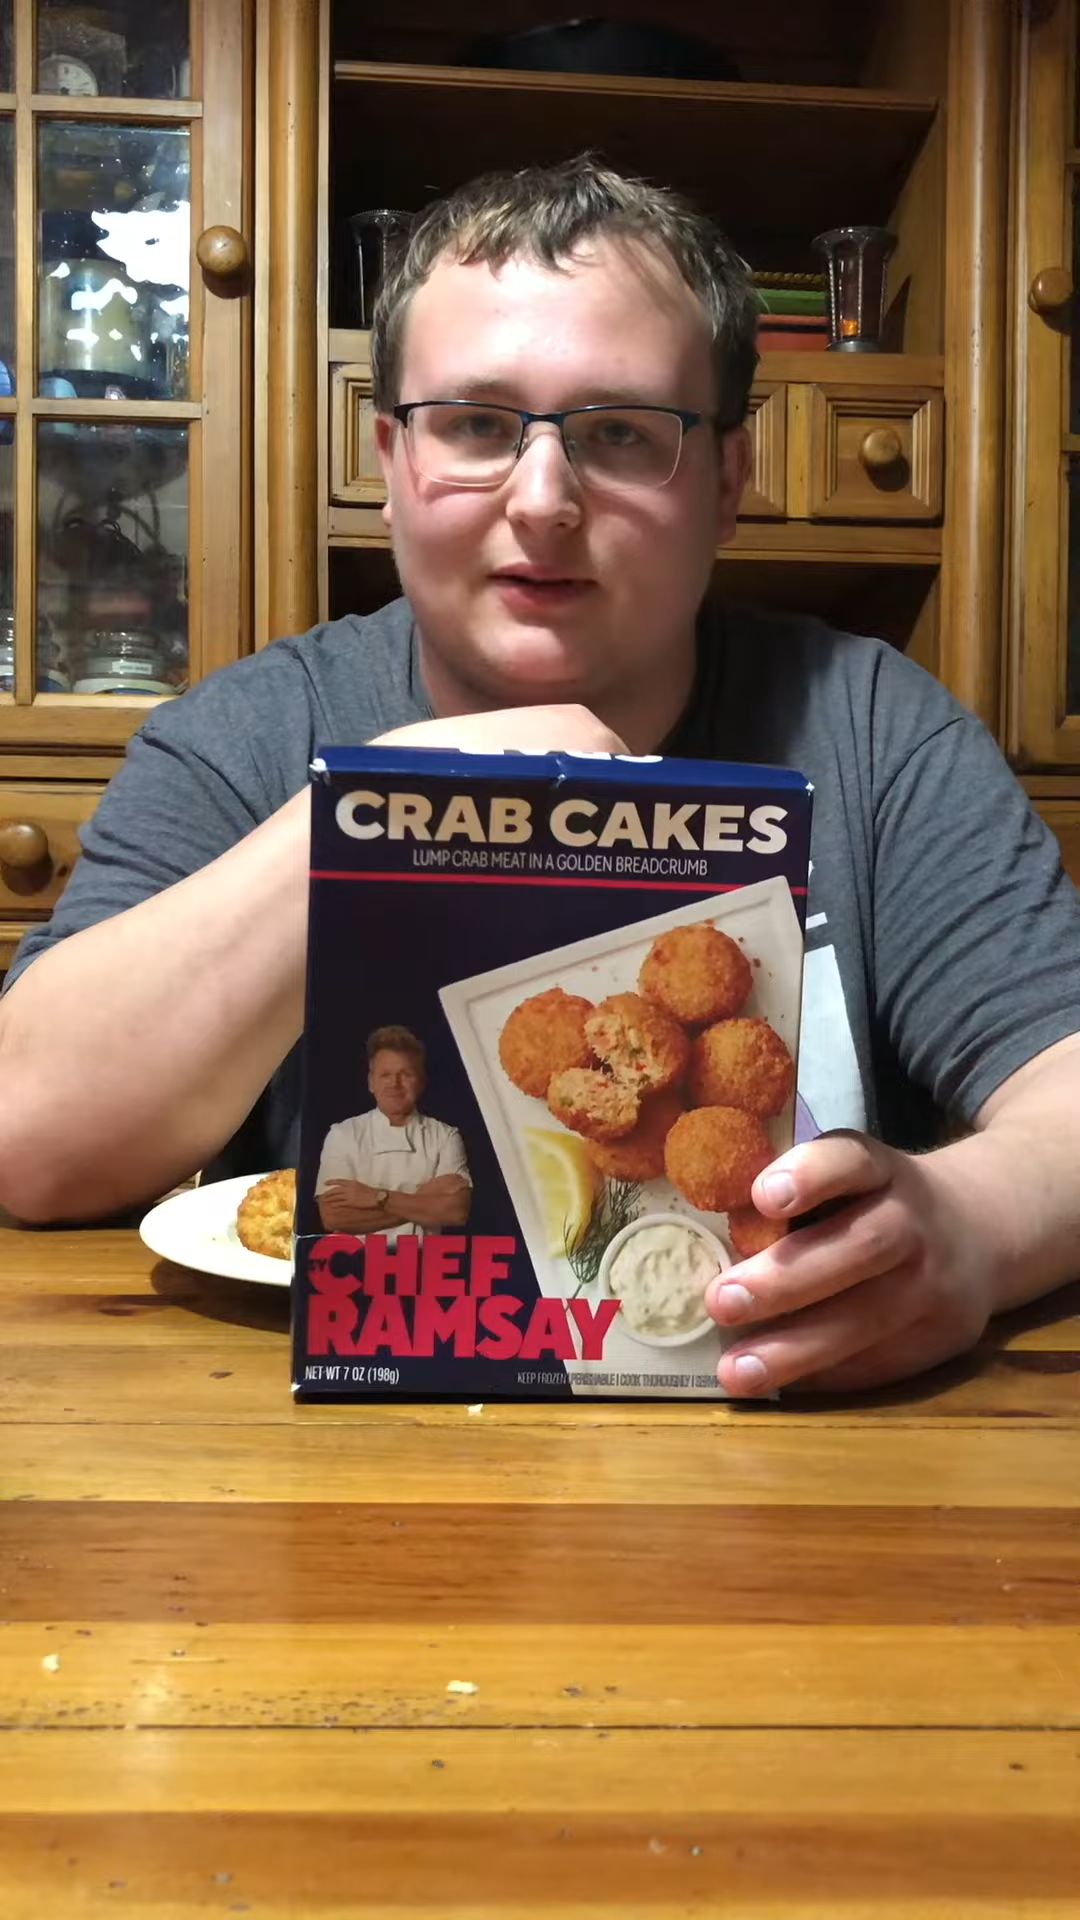 CRAB CAKES
LUMP CRAB MEAT IN A GOLDEN BREADCRUMB
BY CHEF
RAMSAY
NET WT 7 OZ (198g)
KEEP FROZEN | PERISHABLE | COOK THOROUGHLY |